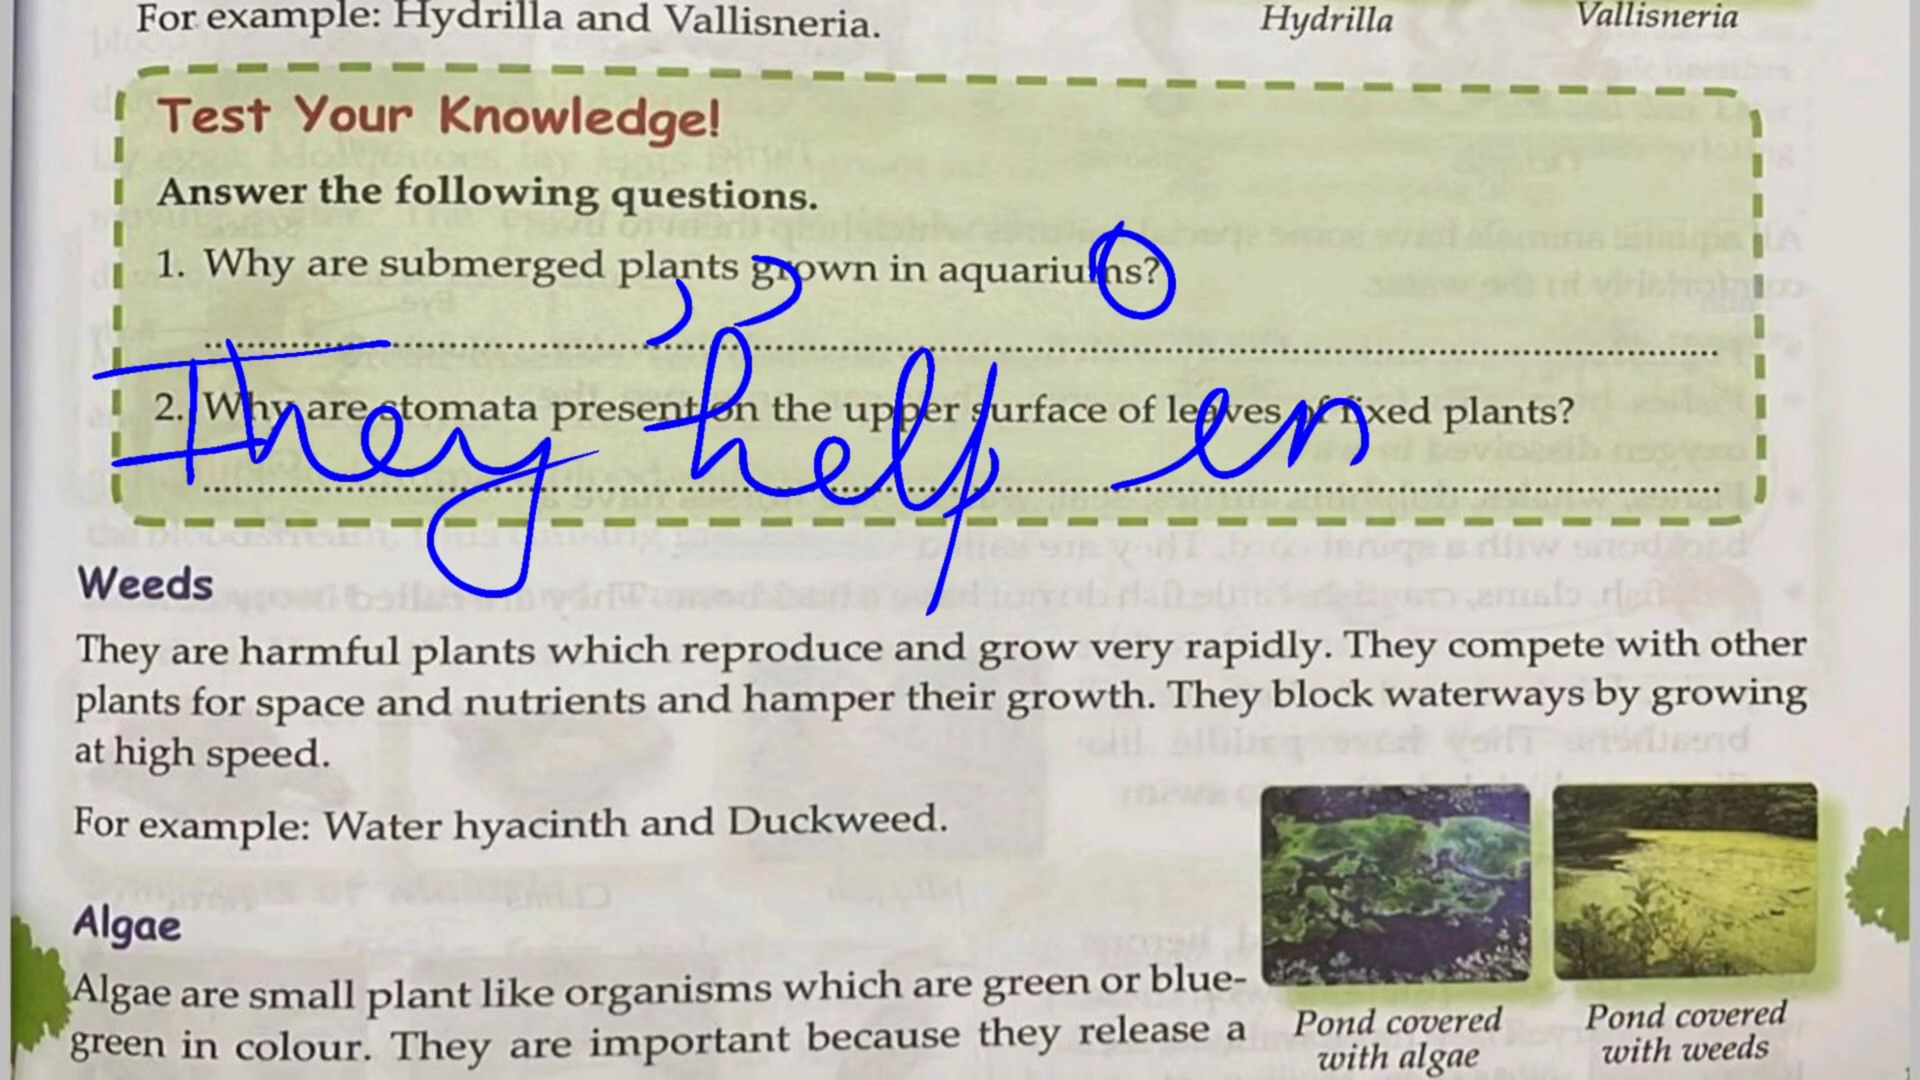 For example: Hydrilla and Vallisneria.
Hydrilla
Vallisneria
Test Your Knowledge!
Answer the following questions.
1. Why are submerged plants grown in aquariums?
2. Why are stomata present on the upper surface of leaves of fixed plants?
They help in
Weeds
They are harmful plants which reproduce and grow very rapidly. They compete with other
plants for space and nutrients and hamper their growth. They block waterways by growing
at high speed.
For example: Water hyacinth and Duckweed.
Algae
Algae are small plant like organisms which are green or blue-
green in colour. They are important because they release a
Pond covered
with algae
Pond covered
with weeds